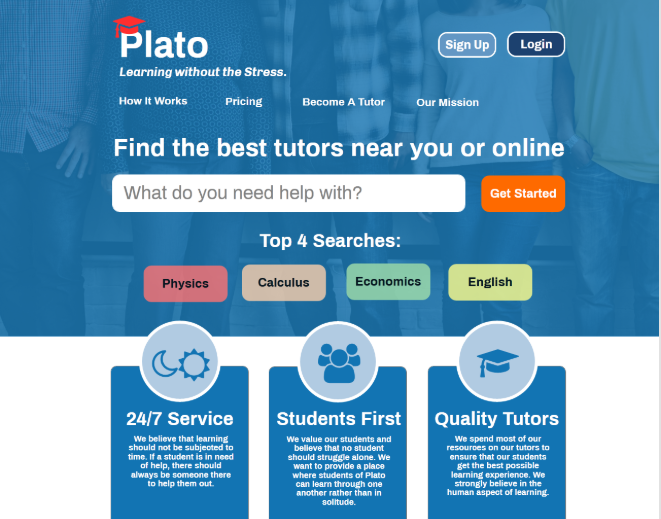 Plato
Learning without the Stress.
Sign Up
Login
How It Works
Pricing
Become A Tutor
Our Mission
Find the best tutors near you or online
What do you need help with?
Get Started
Top 4 Searches:
Physics
Calculus
Economics
English
24/7 Service
We believe that learning
should not be subjected to
time. If a student is in need
of help, there should
always be someone there
to help them out.
Students First
We value our students and
believe that no student
should struggle alone. We
want to provide a place
where students of Plato
can learn through one
another rather than in
solitude.
Quality Tutors
We spend most of our
resources on our tutors to
ensure that our students
get the best possible
learning experience. We
strongly believe in the
human aspect of learning.